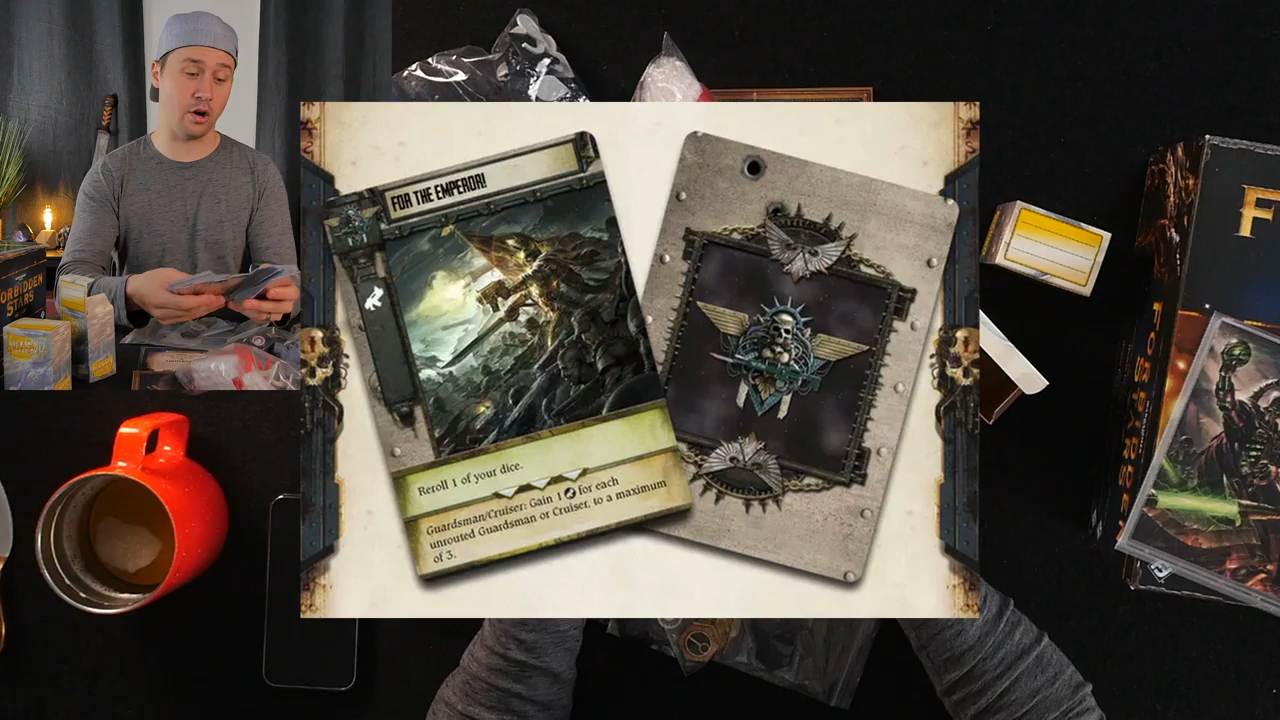 FOR THE EMPEROR!
Reroll 1 of your dice.
Guardsman/Cruiser: Gain 1 for each
unrouted Guardsman or Cruiser, to a maximum
of 3.
FORBIDDEN
STARS
F